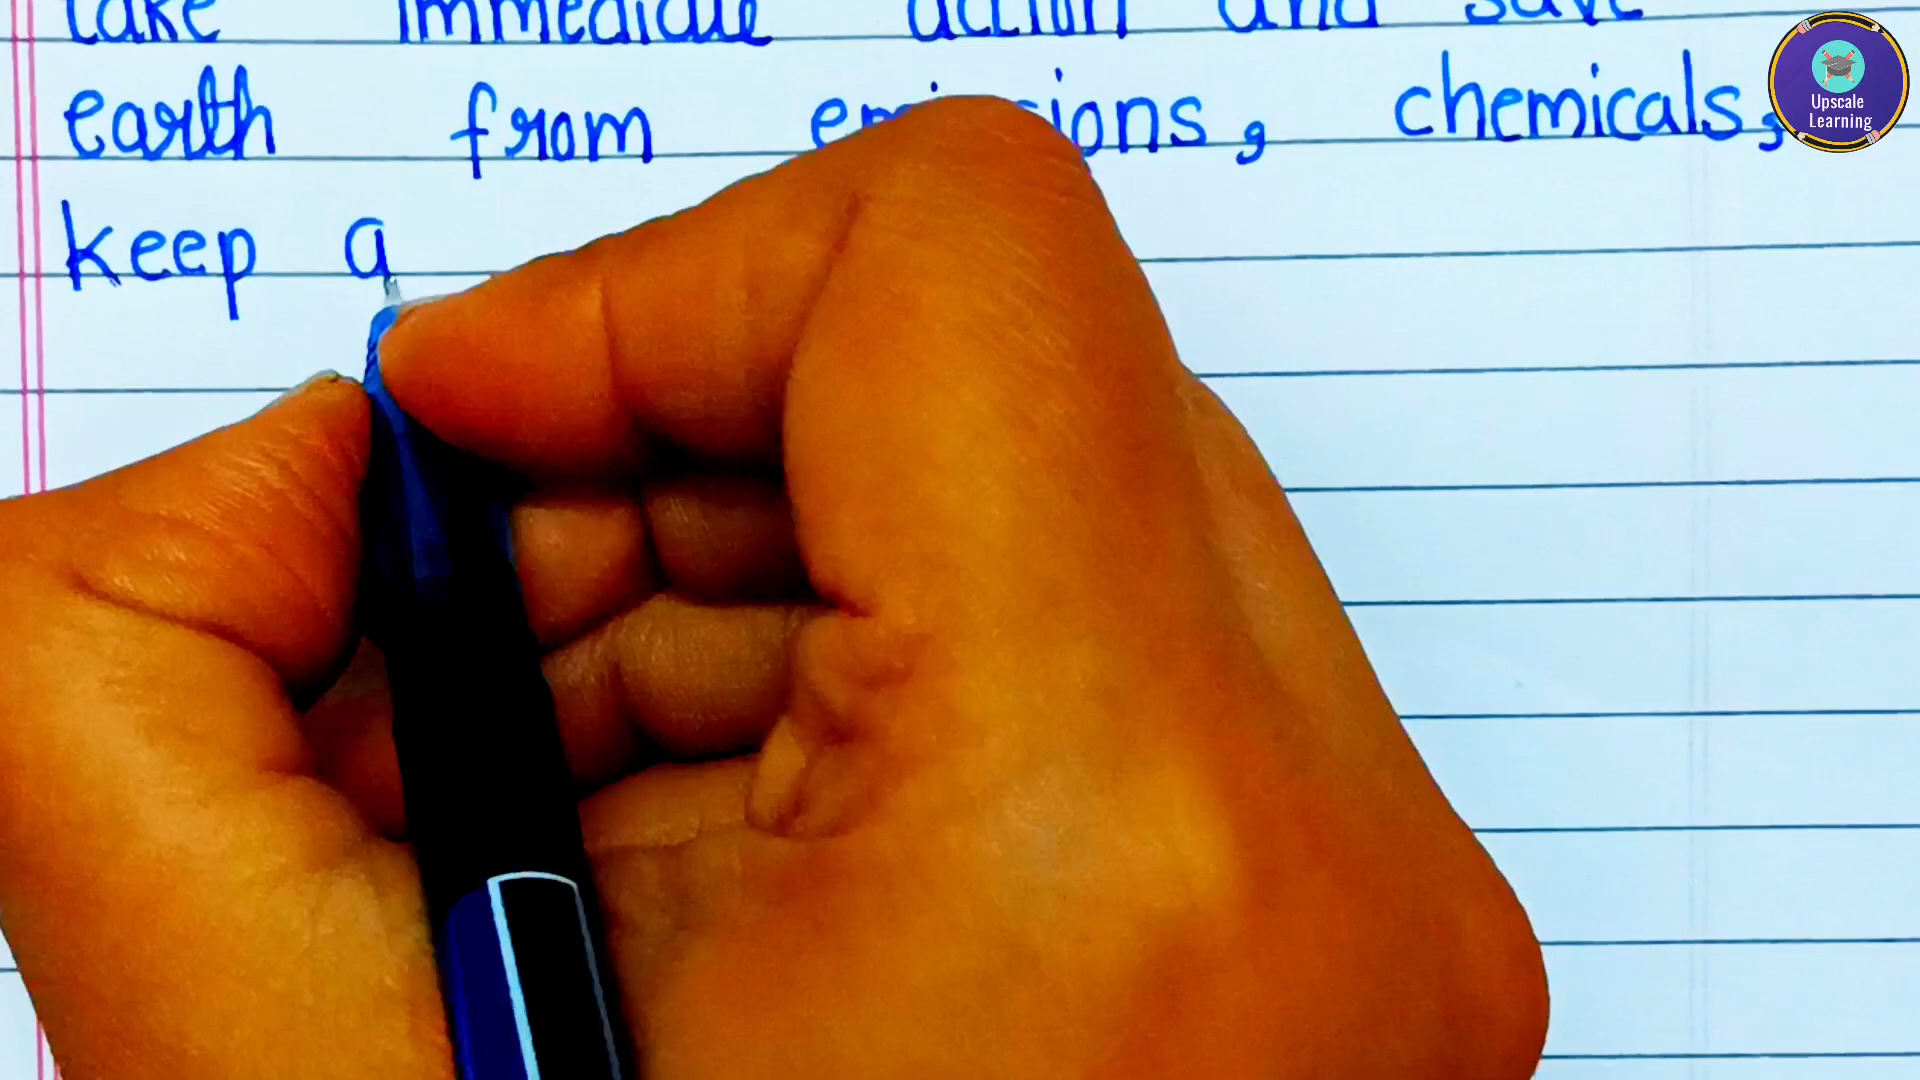 take immediate action and save
earth from emissions, chemicals,
keep a
Upscale
Learning